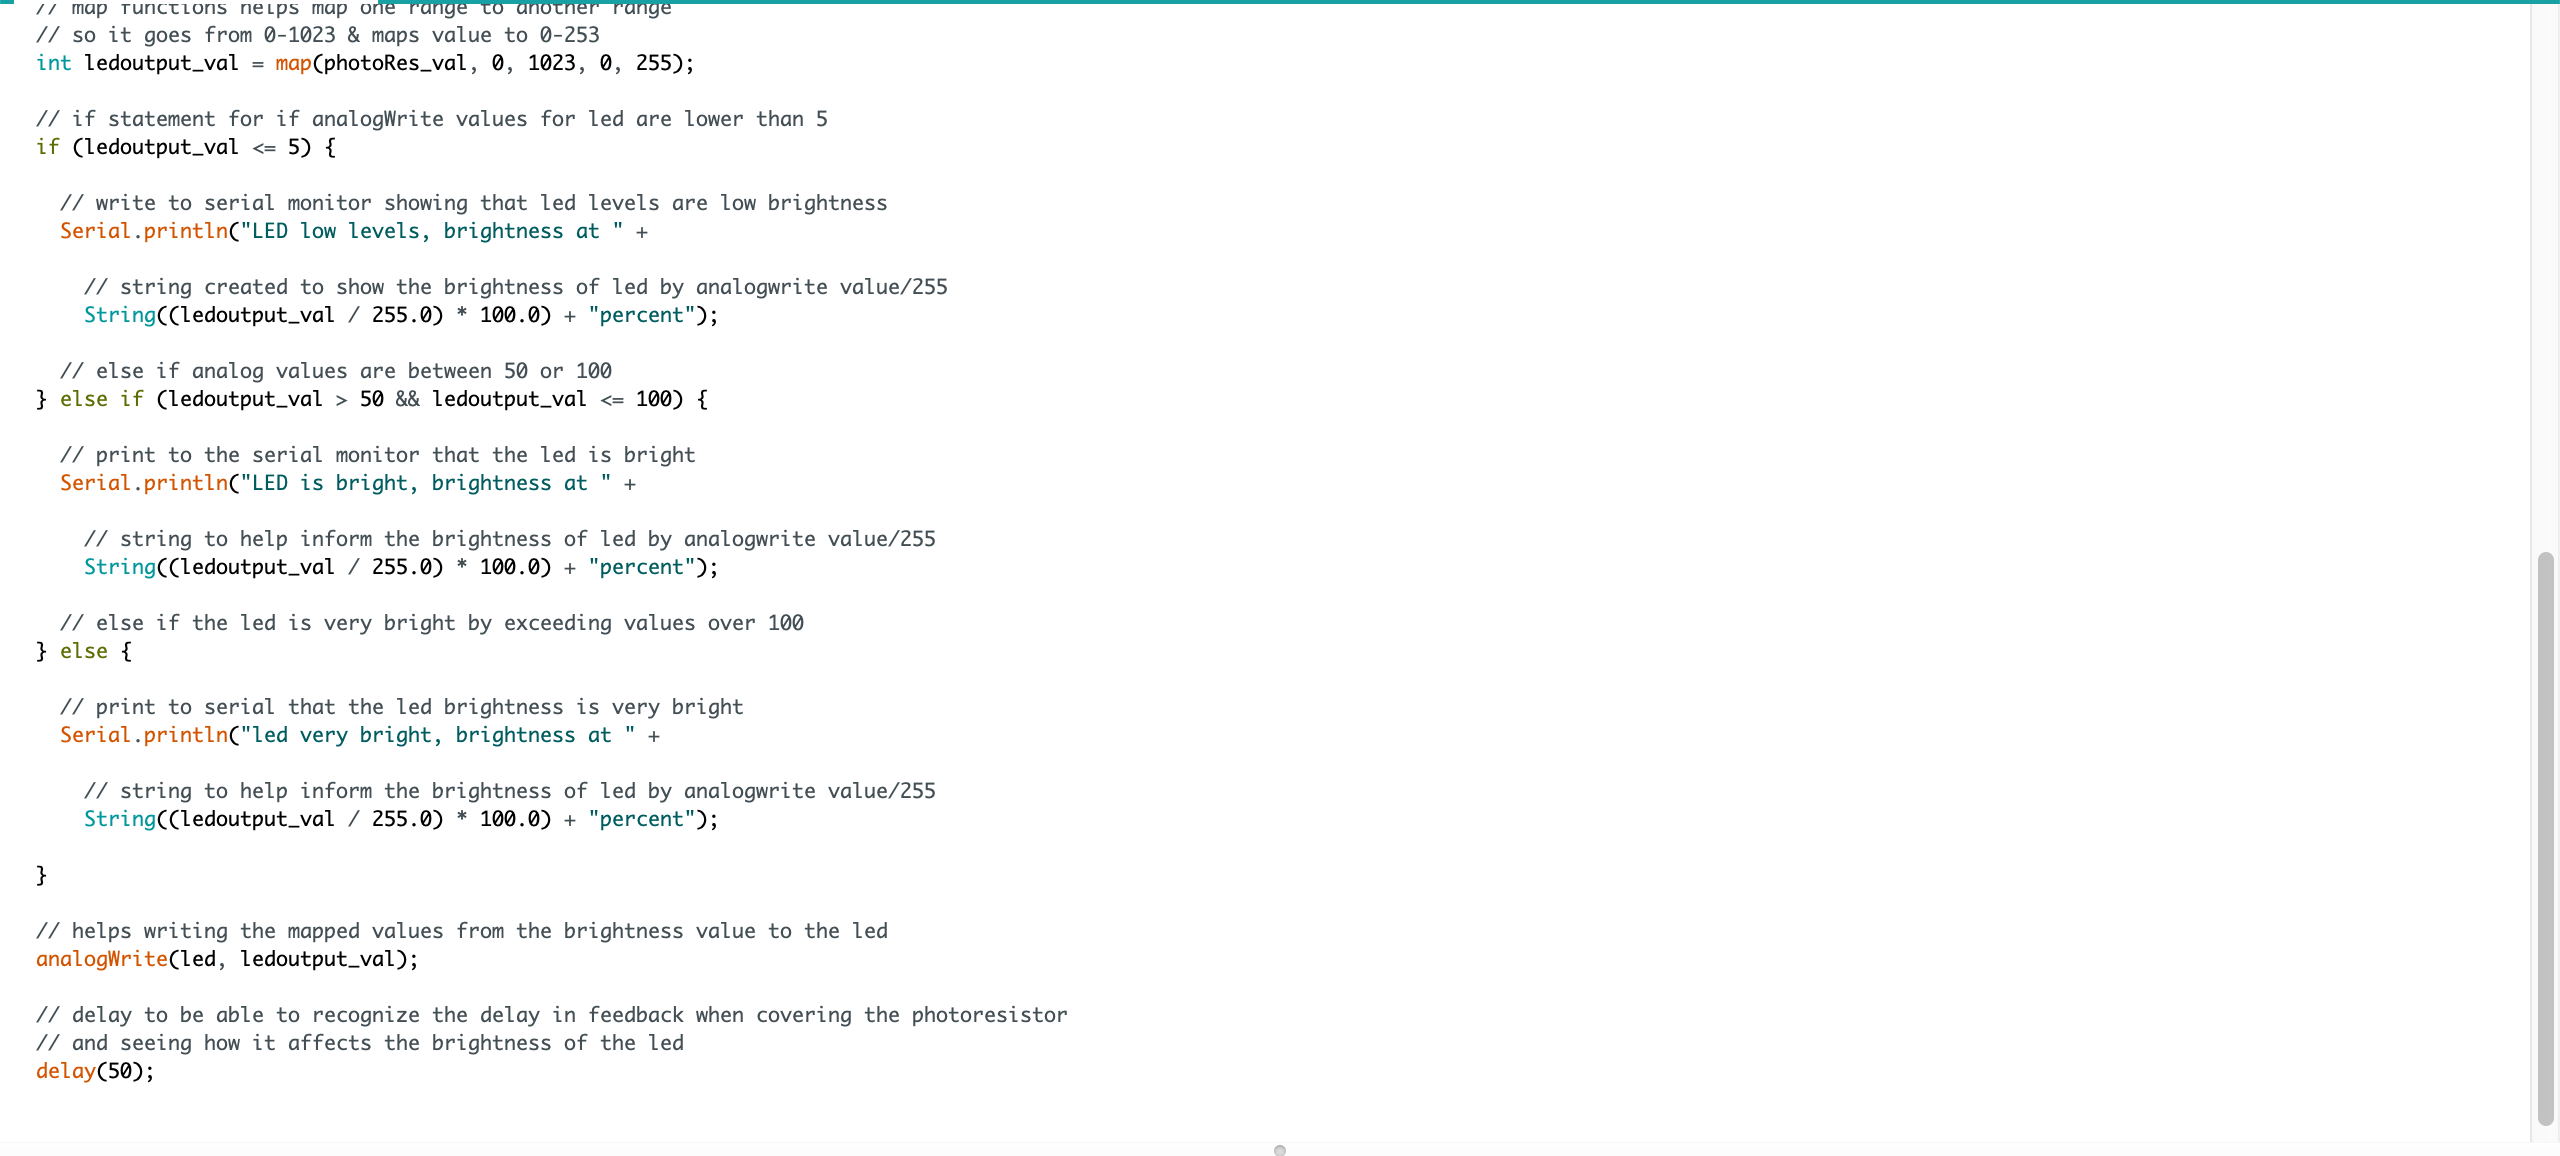 // map functions helps map one range to another range
// so it goes from 0-1023 & maps value to 0-253
int ledoutput_val = map(photoRes_val, 0, 1023, 0, 255);
// if statement for if analogWrite values for led are lower than 5
if (ledoutput_val <= 5) {
// write to serial monitor showing that led levels are low brightness
Serial.println("LED low levels, brightness at " +
// string created to show the brightness of led by analogwrite value/255
String((ledoutput_val / 255.0) * 100.0) + "percent");
// else if analog values are between 50 or 100
} else if (ledoutput_val > 50 && ledoutput_val <= 100) {
// print to the serial monitor that the led is bright
Serial.println("LED is bright, brightness at " +
// string to help inform the brightness of led by analogwrite value/255
String((ledoutput_val / 255.0) * 100.0) + "percent");
// else if the led is very bright by exceeding values over 100
} else {
// print to serial that the led brightness is very bright
Serial.println("led very bright, brightness at " +
// string to help inform the brightness of led by analogwrite value/255
String((ledoutput_val / 255.0) * 100.0) + "percent");
}
// helps writing the mapped values from the brightness value to the led
analogWrite(led, ledoutput_val);
// delay to be able to recognize the delay in feedback when covering the photoresistor
// and seeing how it affects the brightness of the led
delay(50);